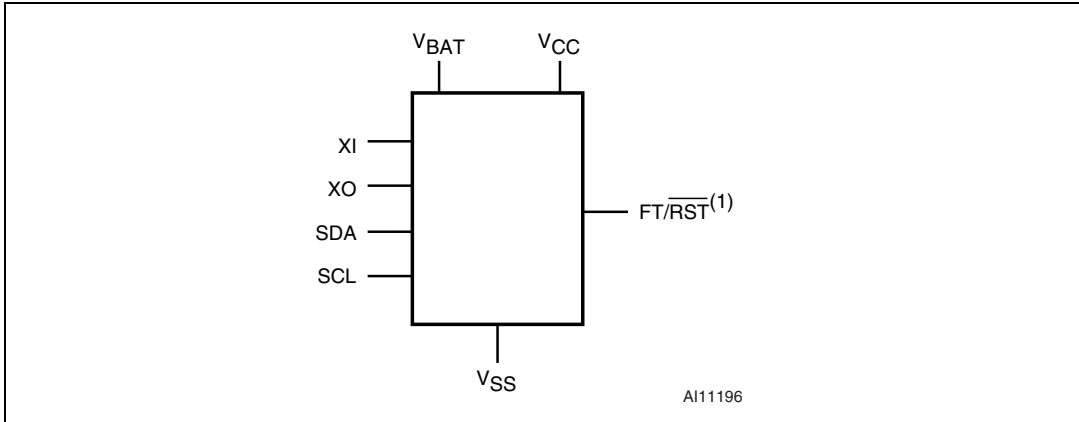 VBAT VCC
XI
XO
SDA
SCL
FT/RST(1)
VSS
AI11196